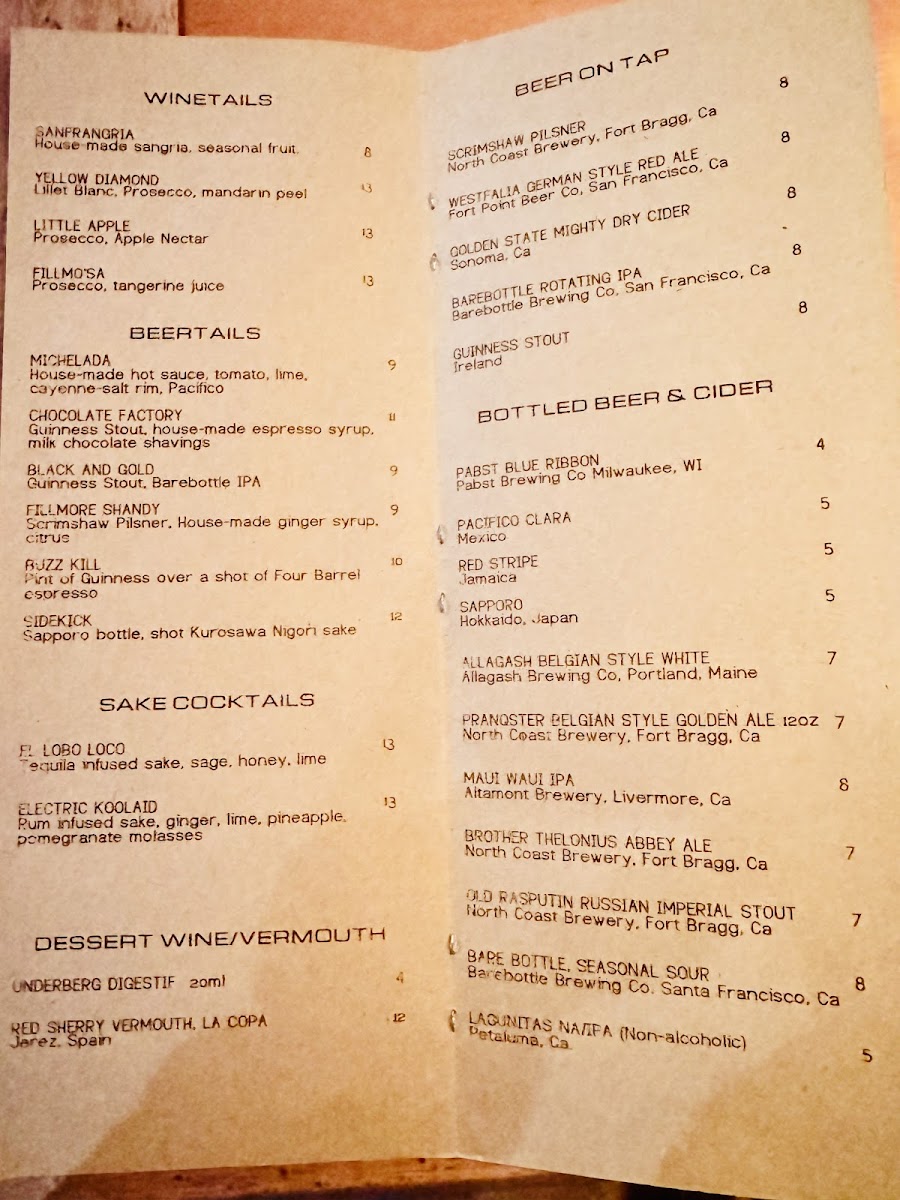 WINETAILS
SANFRANGRIA
House-made sangria, seasonal fruit. 8
YELLOW DIAMOND
Lillet Blanc, Prosecco, mandarin peel 13
LITTLE APPLE
Prosecco, Apple Nectar 13
FILLMO'SA
Prosecco, tangerine juice 13
BEERTAILS
MICHELADA 9
House-made hot sauce, tomato, lime,
cayenne-salt rim, Pacifico
CHOCOLATE FACTORY 11
Guinness Stout, house-made espresso syrup,
milk chocolate shavings
BLACK AND GOLD 9
Guinness Stout, Barebottle IPA
FILLMORE SHANDY 9
Scrimshaw Pilsner, House-made ginger syrup,
citrus
BUZZ KILL 10
Pint of Guinness over a shot of Four Barrel
espresso
SIDEKICK 12
Sapporo bottle, shot Kurosawa Nigori sake
SAKE COCKTAILS
EL LOBO LOCO 13
Tequila infused sake, sage, honey, lime
ELECTRIC KOOLAID 13
Rum infused sake, ginger, lime, pineapple,
pomegranate molasses
DESSERT WINE/VERMOUTH
UNDERBERG DIGESTIF 20ml 4
RED SHERRY VERMOUTH, LA COPA 12
Jerez, Spain
BEER ON TAP
SCRIMSHAW PILSNER 8
North Coast Brewery, Fort Bragg, Ca
WESTFALIA GERMAN STYLE RED ALE 8
Fort Point Beer Co, San Francisco, Ca
GOLDEN STATE MIGHTY DRY CIDER 8
Sonoma, Ca
BAREBOTTLE ROTATING IPA 8
Barebottle Brewing Co, San Francisco, Ca
GUINNESS STOUT 8
Ireland
BOTTLED BEER & CIDER
PABST BLUE RIBBON 4
Pabst Brewing Co Milwaukee, WI
PACIFICO CLARA 5
Mexico
RED STRIPE 5
Jamaica
SAPPORO 5
Hokkaido, Japan
ALLAGASH BELGIAN STYLE WHITE 7
Allagash Brewing Co, Portland, Maine
PRANQSTER BELGIAN STYLE GOLDEN ALE 12OZ 7
North Coast Brewery, Fort Bragg, Ca
MAUI WAUI IPA 8
Altamont Brewery, Livermore, Ca
BROTHER THELONIUS ABBEY ALE 7
North Coast Brewery, Fort Bragg, Ca
OLD RASPUTIN RUSSIAN IMPERIAL STOUT 7
North Coast Brewery, Fort Bragg, Ca
BARE BOTTLE, SEASONAL SOUR 8
Barebottle Brewing Co. Santa Francisco, Ca
LAGUNITAS NA/IPA (Non-alcoholic) 5
Petaluma, Ca